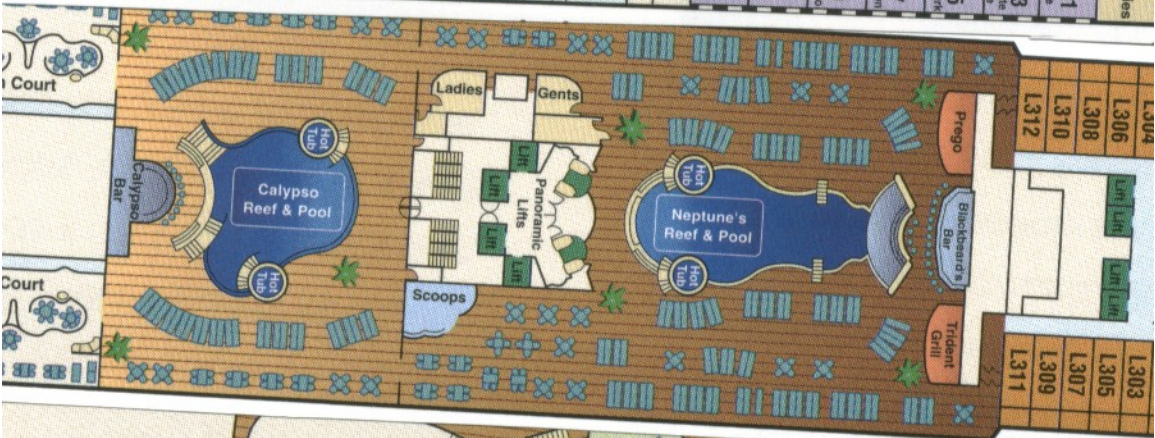 Court
Ladies
Gents
Prego
L312
L310
L308
L306
L304
Hot
Tub
Lift
Lift
Panoramic
Lifts
Lift
Lift
Calypso
Bar
Calypso
Reef & Pool
Hot
Tub
Hot
Tub
Neptune's
Reef & Pool
Hot
Tub
Blackbeard's
Bar
Lift
Lift
Lift
Lift
Court
Scoops
Trident
Grill
L311
L309
L307
L305
L303